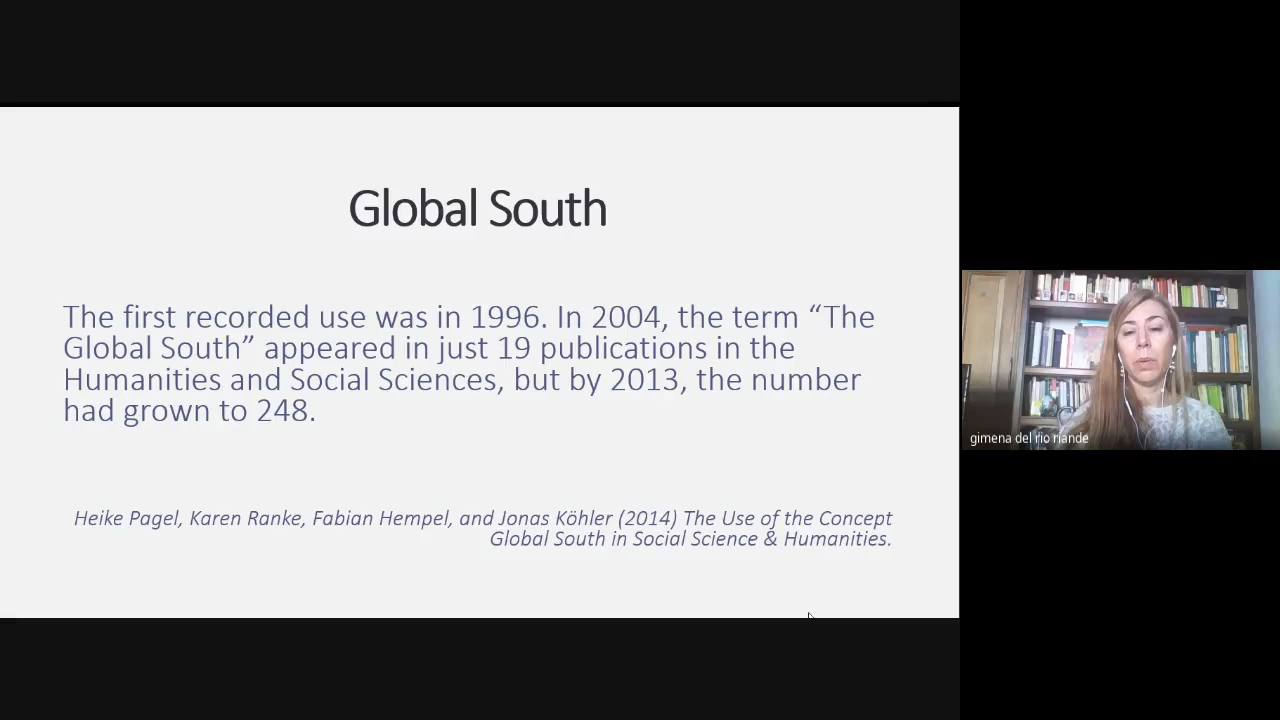 Global South
The first recorded use was in 1996. In 2004, the term “The
Global South” appeared in just 19 publications in the
Humanities and Social Sciences, but by 2013, the number
had grown to 248.
Heike Pagel, Karen Ranke, Fabian Hempel, and Jonas Köhler (2014) The Use of the Concept
Global South in Social Science & Humanities.
gimena del rio riande